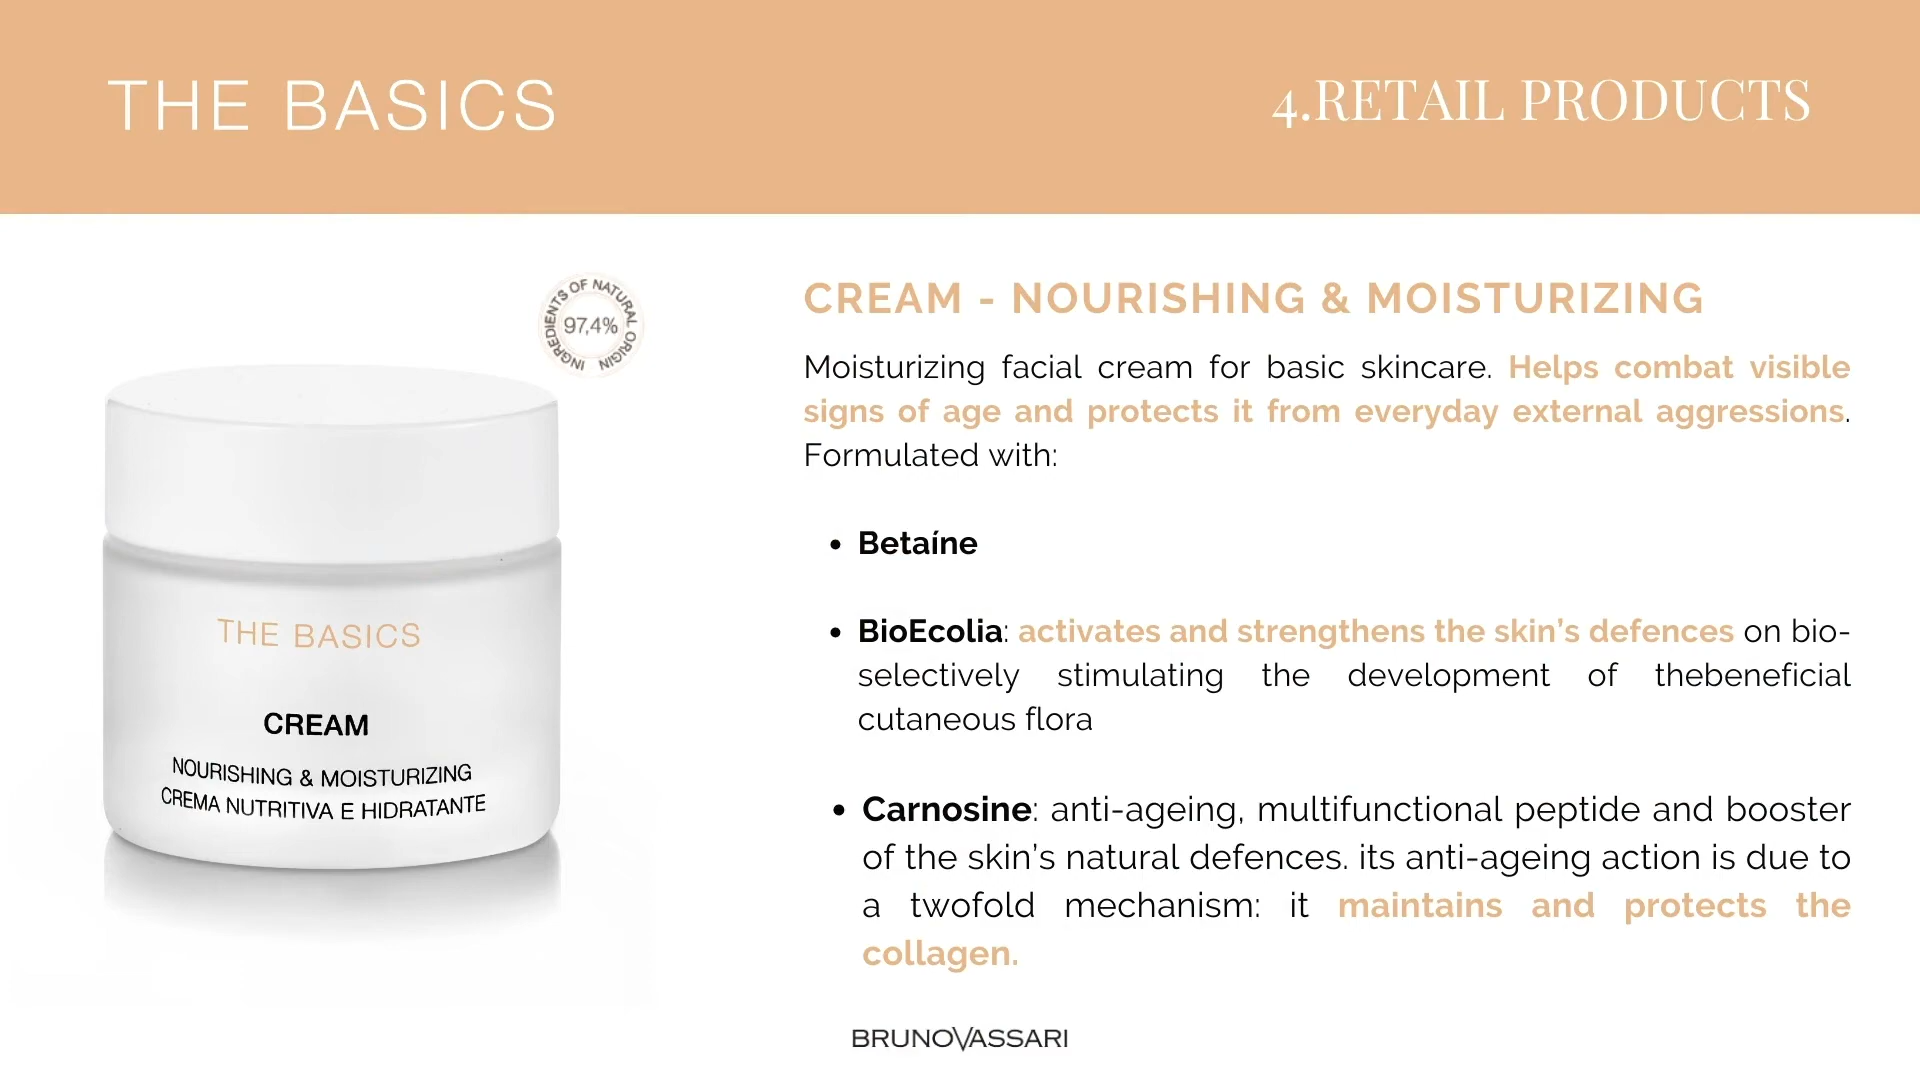 THE BASICS
4.RETAIL PRODUCTS
INGREDIENTS OF NATURAL ORIGIN
97,4%
THE BASICS
CREAM
NOURISHING & MOISTURIZING
CREMA NUTRITIVA E HIDRATANTE
CREAM - NOURISHING & MOISTURIZING
Moisturizing facial cream for basic skincare. Helps combat visible
signs of age and protects it from everyday external aggressions.
Formulated with:
• Betaíne
• BioEcolia: activates and strengthens the skin's defences on bio-
selectively stimulating the development of thebeneficial
cutaneous flora
• Carnosine: anti-ageing, multifunctional peptide and booster
of the skin's natural defences. its anti-ageing action is due to
a twofold mechanism: it maintains and protects the
collagen.
BRUNOVASSARI